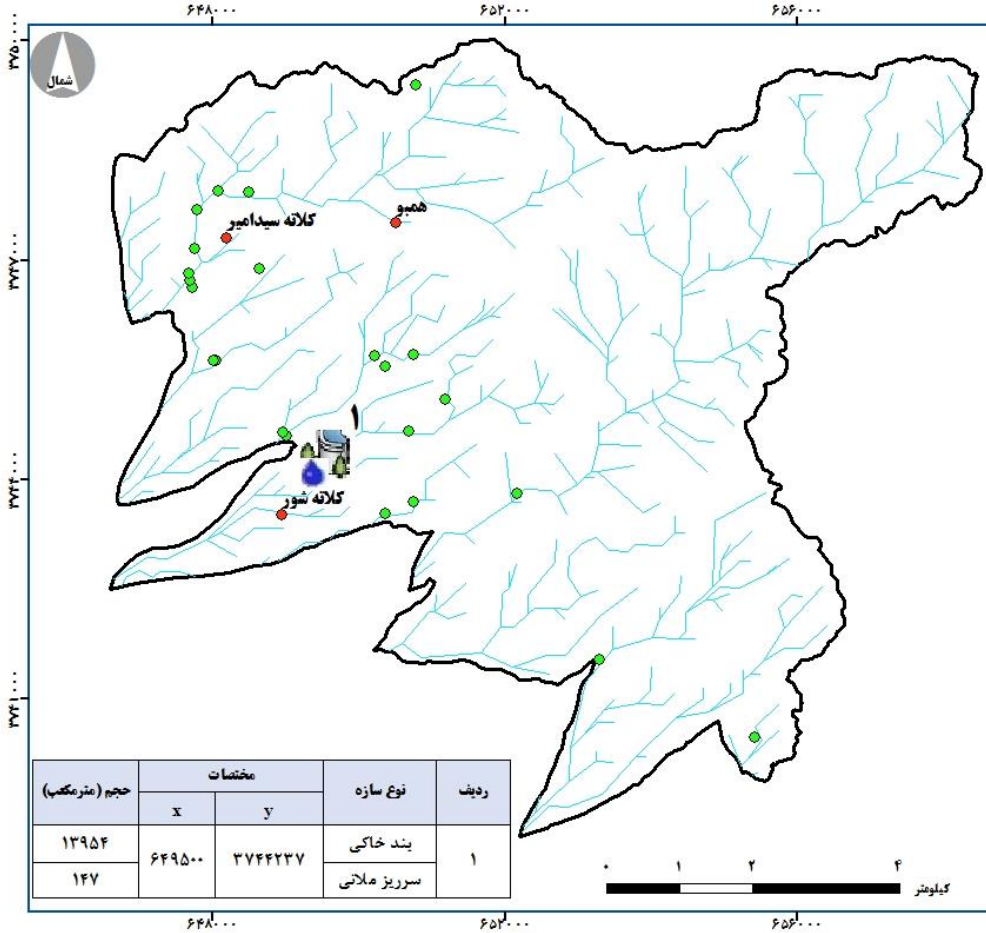 ۶۴۸۰۰۰ ۶۵۲۰۰۰ ۶۵۶۰۰۰
۳۷۵۰۰۰۰
شمال
همبو
کلاته سیدامیر
۳۷۴۷۰۰۰
۱
۳۷۴۴۰۰۰
کلاته شور
۳۷۴۱۰۰۰
ردیف نوع سازه مختصات حجم (مترمکعب)
y x
۱ بند خاکی ۳۷۴۴۲۳۷ ۶۴۹۵۰۰ ۱۳۹۵۴
سرریز ملاتی ۱۴۷
۰ ۱ ۲ ۴
کیلومتر
۶۴۸۰۰۰ ۶۵۲۰۰۰ ۶۵۶۰۰۰